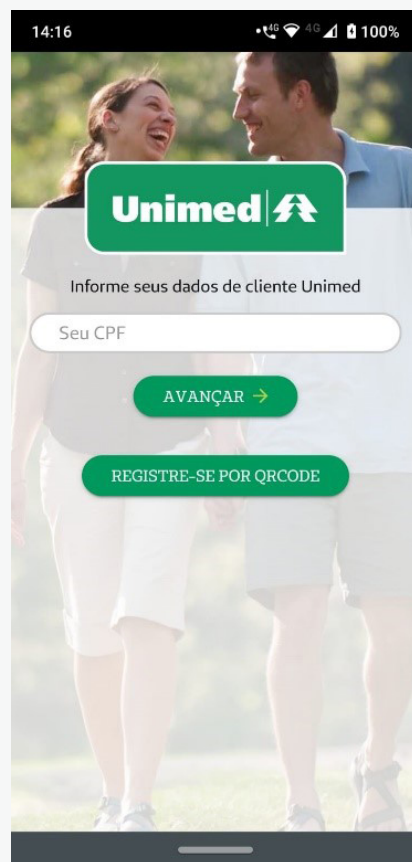 14:16
4G 4G 100%
Unimed
Informe seus dados de cliente Unimed
Seu CPF
AVANÇAR →
REGISTRE-SE POR QRCODE